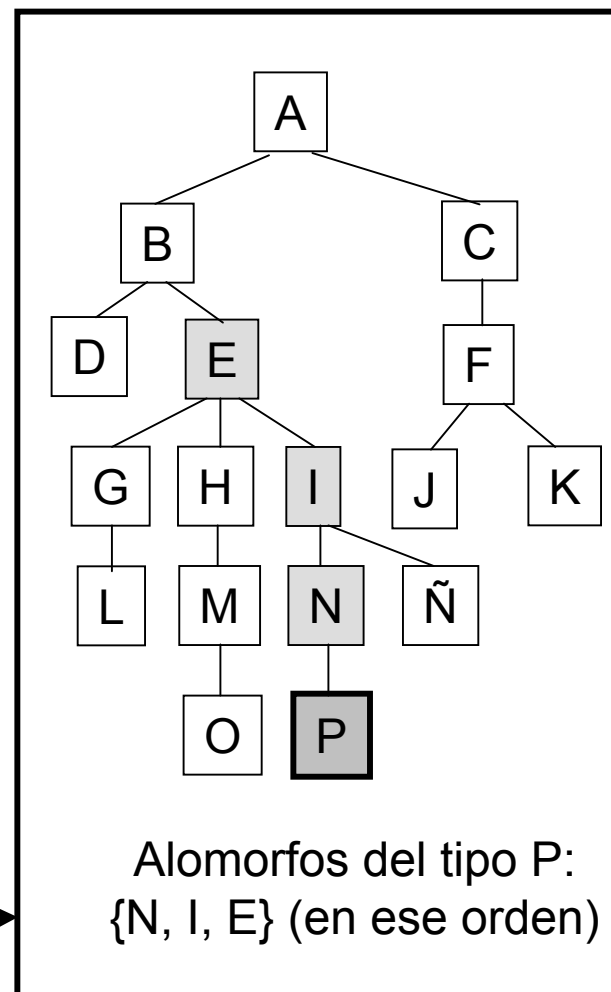 A
B C
D E F
G H I J K
L M N Ñ
O P
Alomorfos del tipo P:
{N, I, E} (en ese orden)